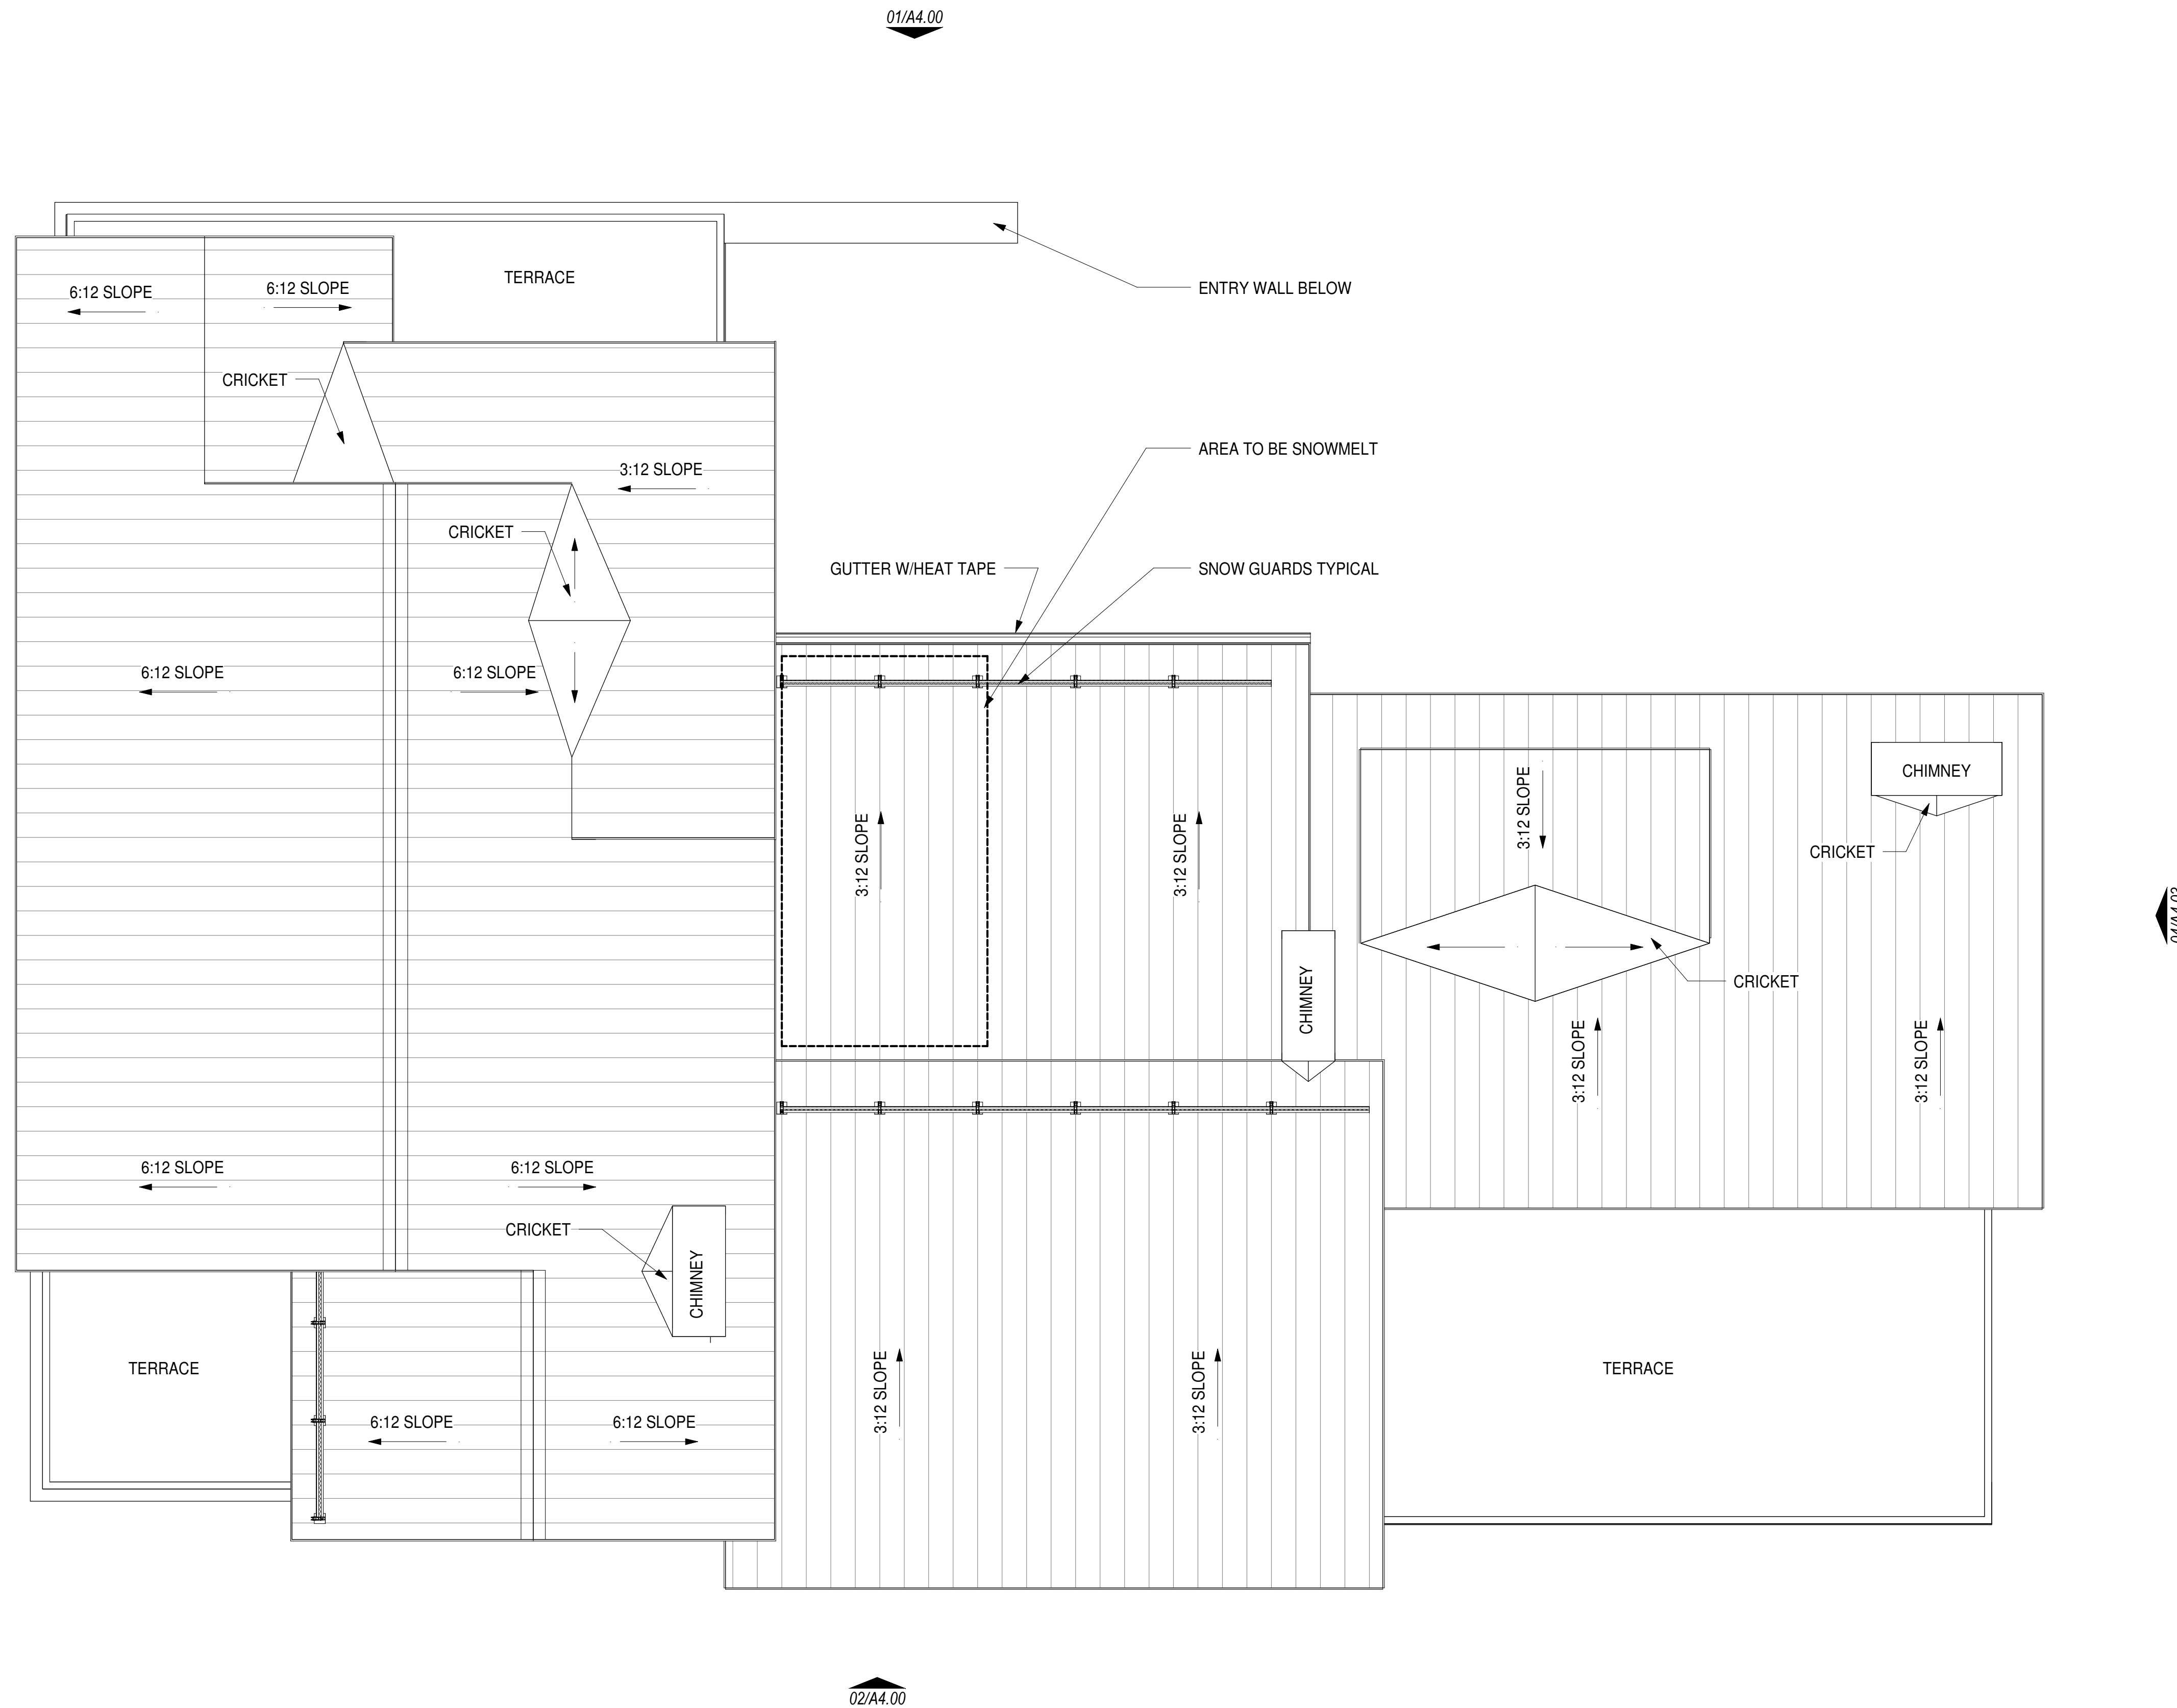 01/A4.00
TERRACE
6:12 SLOPE
6:12 SLOPE
ENTRY WALL BELOW
CRICKET
AREA TO BE SNOWMELT
3:12 SLOPE
CRICKET
GUTTER W/HEAT TAPE
SNOW GUARDS TYPICAL
6:12 SLOPE
6:12 SLOPE
CHIMNEY
3:12 SLOPE
3:12 SLOPE
3:12 SLOPE
CRICKET
CHIMNEY
CRICKET
3:12 SLOPE
3:12 SLOPE
6:12 SLOPE
6:12 SLOPE
CRICKET
CHIMNEY
TERRACE
3:12 SLOPE
3:12 SLOPE
TERRACE
6:12 SLOPE
6:12 SLOPE
02/A4.00